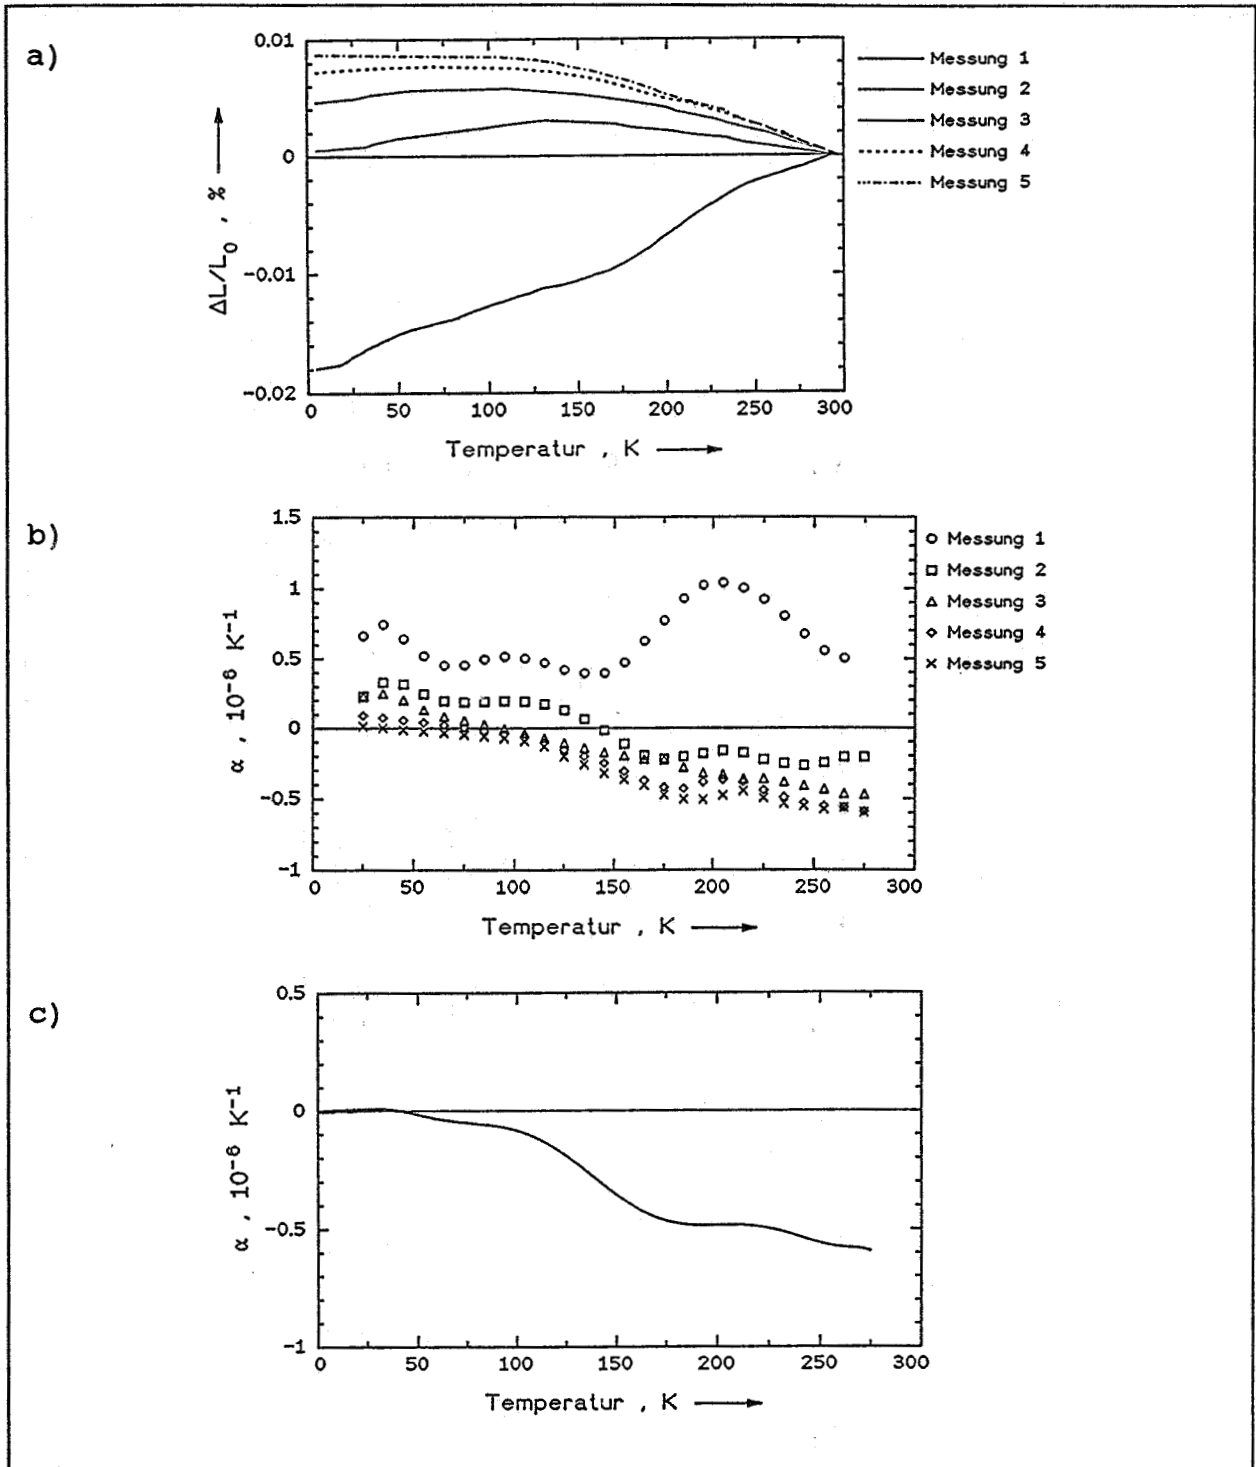 a)
0.01
0
−0.01
−0.02
ΔL/L₀ , %
0 50 100 150 200 250 300
Temperatur , K
Messung 1
Messung 2
Messung 3
Messung 4
Messung 5
b)
1.5
1
0.5
0
−0.5
−1
α , 10⁻⁶ K⁻¹
0 50 100 150 200 250 300
Temperatur , K
Messung 1
Messung 2
Messung 3
Messung 4
Messung 5
c)
0.5
0
−0.5
−1
α , 10⁻⁶ K⁻¹
0 50 100 150 200 250 300
Temperatur , K